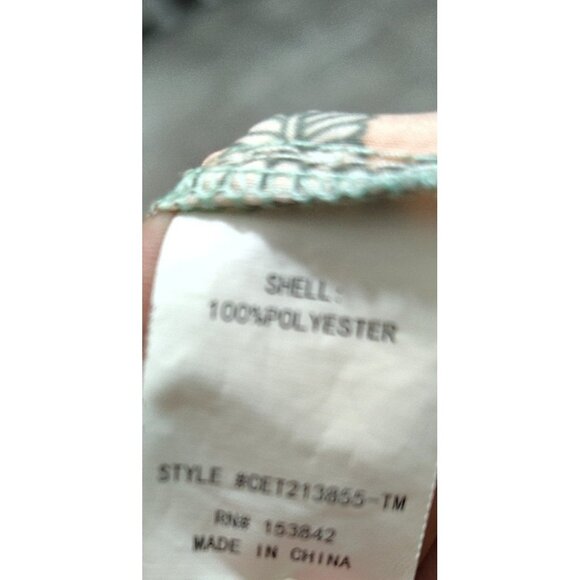 SHELL:
100%POLYESTER
STYLE #CET213855-TM
RN# 153842
MADE IN CHINA